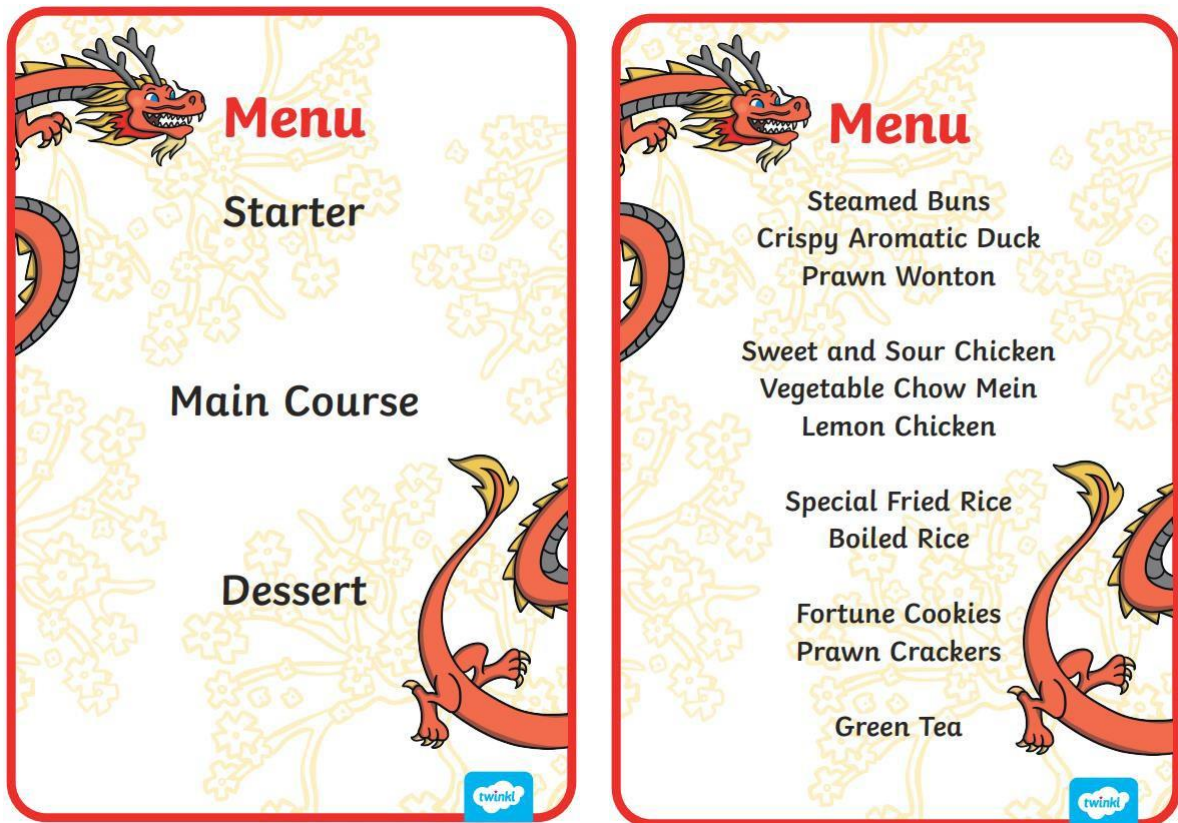 Menu
Starter
Main Course
Dessert
twinkl
Menu
Steamed Buns
Crispy Aromatic Duck
Prawn Wonton
Sweet and Sour Chicken
Vegetable Chow Mein
Lemon Chicken
Special Fried Rice
Boiled Rice
Fortune Cookies
Prawn Crackers
Green Tea
twinkl